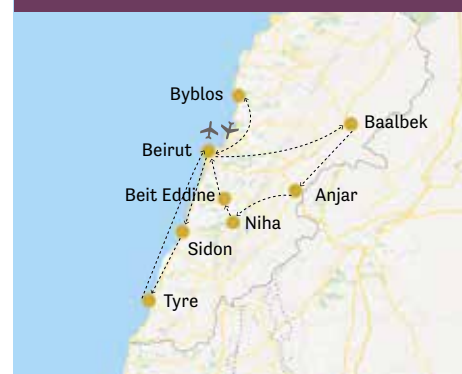 Byblos
Baalbek
Beirut
Beit Eddine
Anjar
Niha
Sidon
Tyre